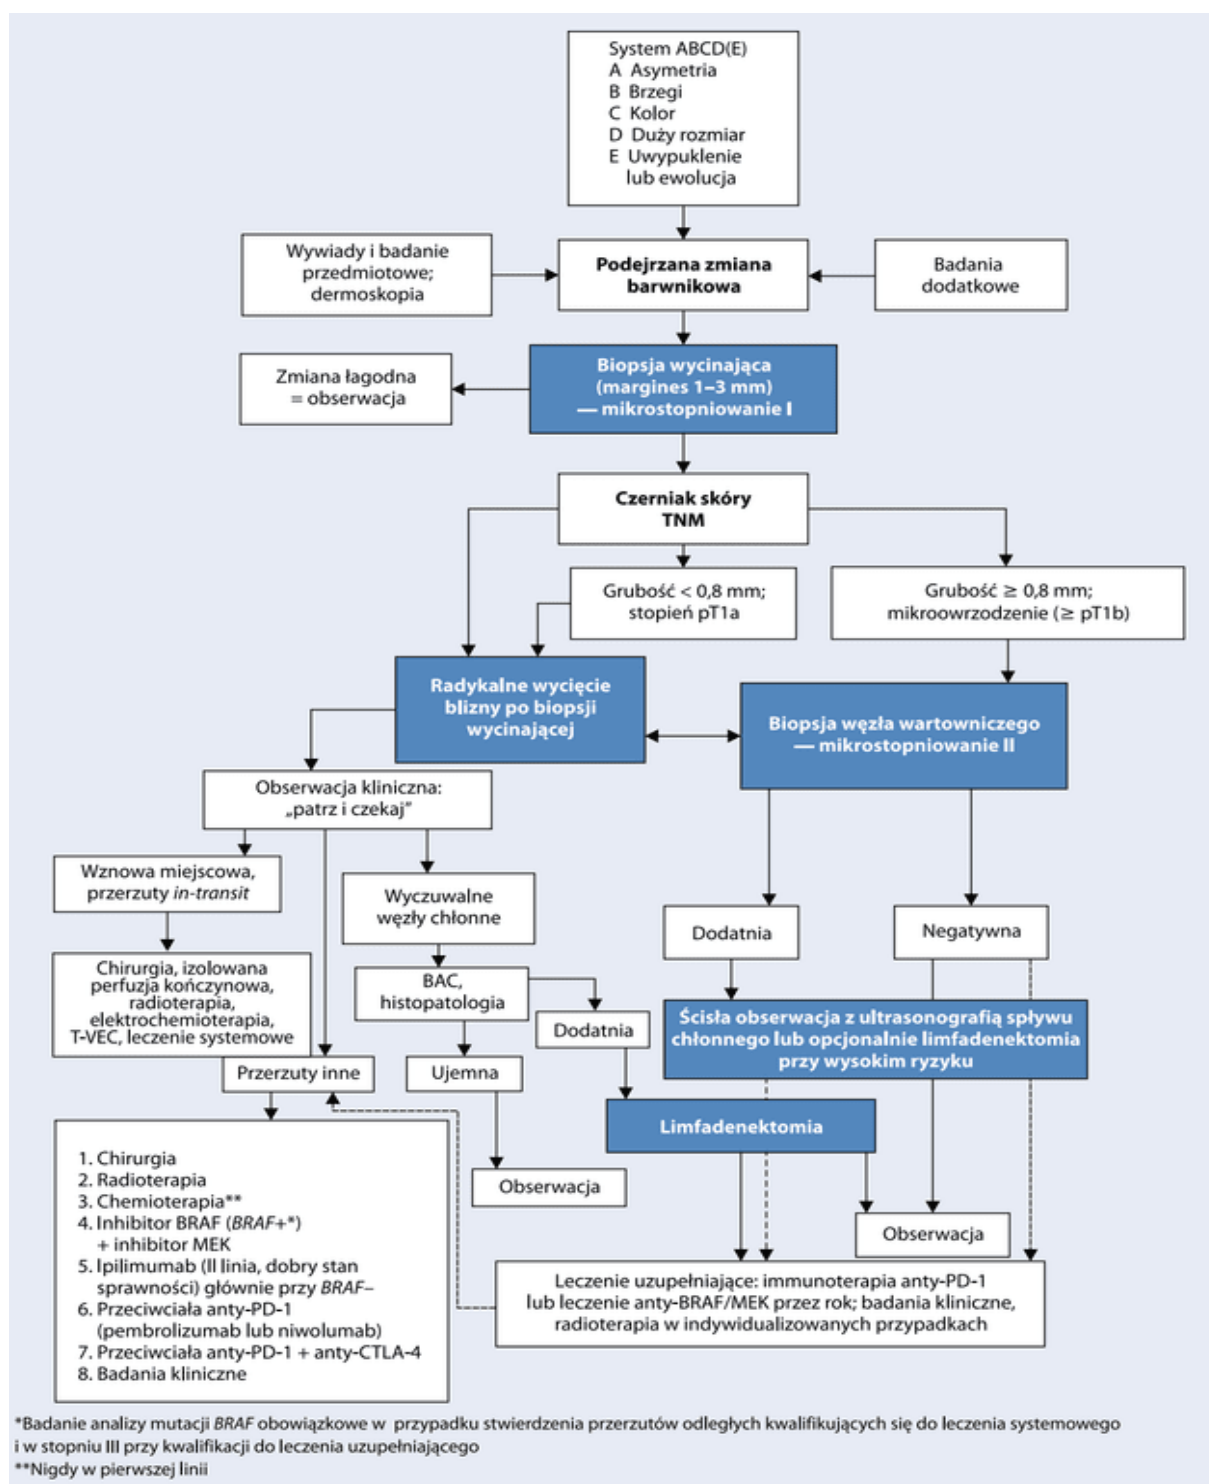 System ABCD(E)
A Asymetria
B Brzegi
C Kolor
D Duży rozmiar
E Uwypuklenie
lub ewolucja
Wywiady i badanie
przedmiotowe;
dermoskopia
Podejrzana zmiana
barwnikowa
Badania
dodatkowe
Zmiana łagodna
= obserwacja
Biopsja wycinająca
(margines 1–3 mm)
— mikrostopniowanie I
Czerniak skóry
TNM
Grubość < 0,8 mm;
stopień pT1a
Grubość ≥ 0,8 mm;
mikroowrzodzenie (≥ pT1b)
Radykalne wycięcie
blizny po biopsji
wycinającej
Biopsja węzła wartowniczego
— mikrostopniowanie II
Obserwacja kliniczna:
„patrz i czekaj”
Wznowa miejscowa,
przerzuty in-transit
Wyczuwalne
węzły chłonne
Dodatnia
Negatywna
Chirurgia, izolowana
perfuzja kończynowa,
radioterapia,
elektrochemioterapia,
T-VEC, leczenie systemowe
BAC,
histopatologia
Dodatnia
Ścisła obserwacja z ultrasonografią spływu
chłonnego lub opcjonalnie limfadenektomia
przy wysokim ryzyku
Przerzuty inne
Ujemna
Limfadenektomia
1. Chirurgia
2. Radioterapia
3. Chemioterapia**
4. Inhibitor BRAF (BRAF+*)
+ inhibitor MEK
5. Ipilimumab (II linia, dobry stan
sprawności) głównie przy BRAF–
6. Przeciwciała anty-PD-1
(pembrolizumab lub niwolumab)
7. Przeciwciała anty-PD-1 + anty-CTLA-4
8. Badania kliniczne
Obserwacja
Obserwacja
Leczenie uzupełniające: immunoterapia anty-PD-1
lub leczenie anty-BRAF/MEK przez rok; badania kliniczne,
radioterapia w indywidualizowanych przypadkach
*Badanie analizy mutacji BRAF obowiązkowe w przypadku stwierdzenia przerzutów odległych kwalifikujących się do leczenia systemowego
i w stopniu III przy kwalifikacji do leczenia uzupełniającego
**Nigdy w pierwszej linii